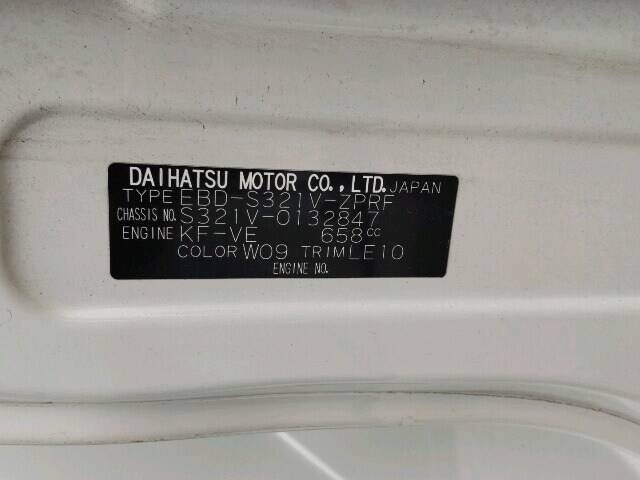 DAIHATSU MOTOR CO.,LTD. JAPAN
TYPE EBD-S321V-ZPRF
CHASSIS NO. S321V-0132847
ENGINE KF-VE 658cc
COLOR W09 TRIM LE10
ENGINE NO.